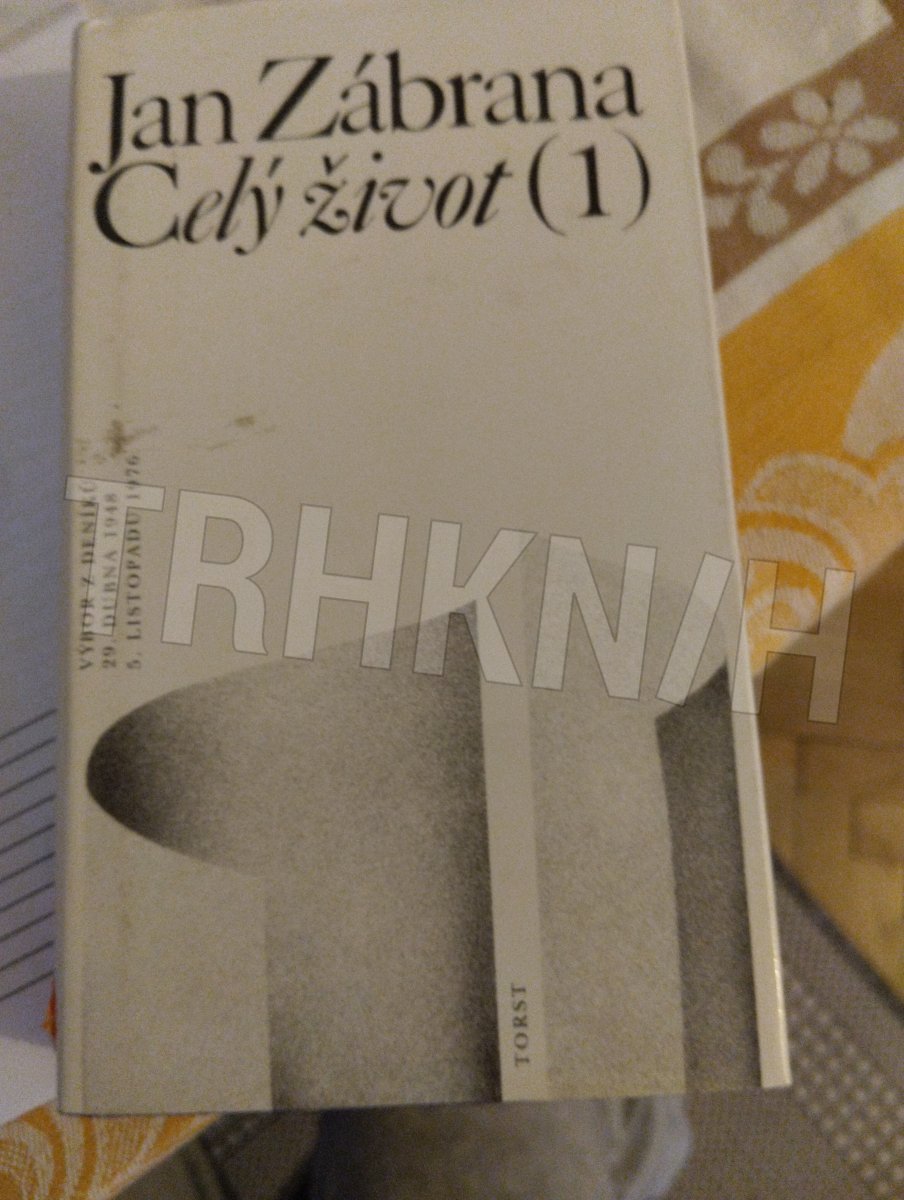 Jan Zábrana
Celý život (1)
VÝBOR Z DENÍKŮ
29. DUBNA 1948
5. LISTOPADU 1976
TRHKNIH
TORST